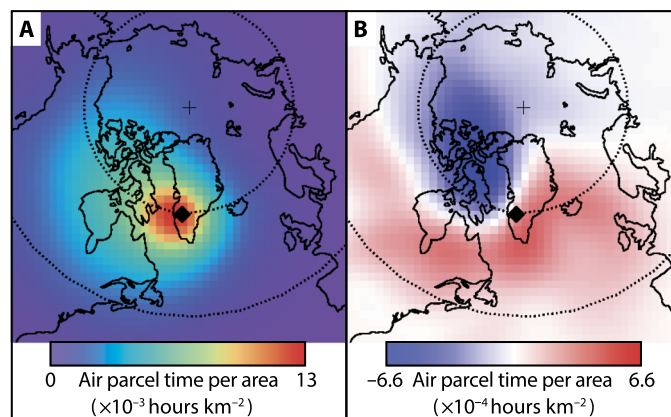 A
B
0 Air parcel time per area 13
(×10⁻³ hours km⁻²)
–6.6 Air parcel time per area 6.6
(×10⁻⁴ hours km⁻²)